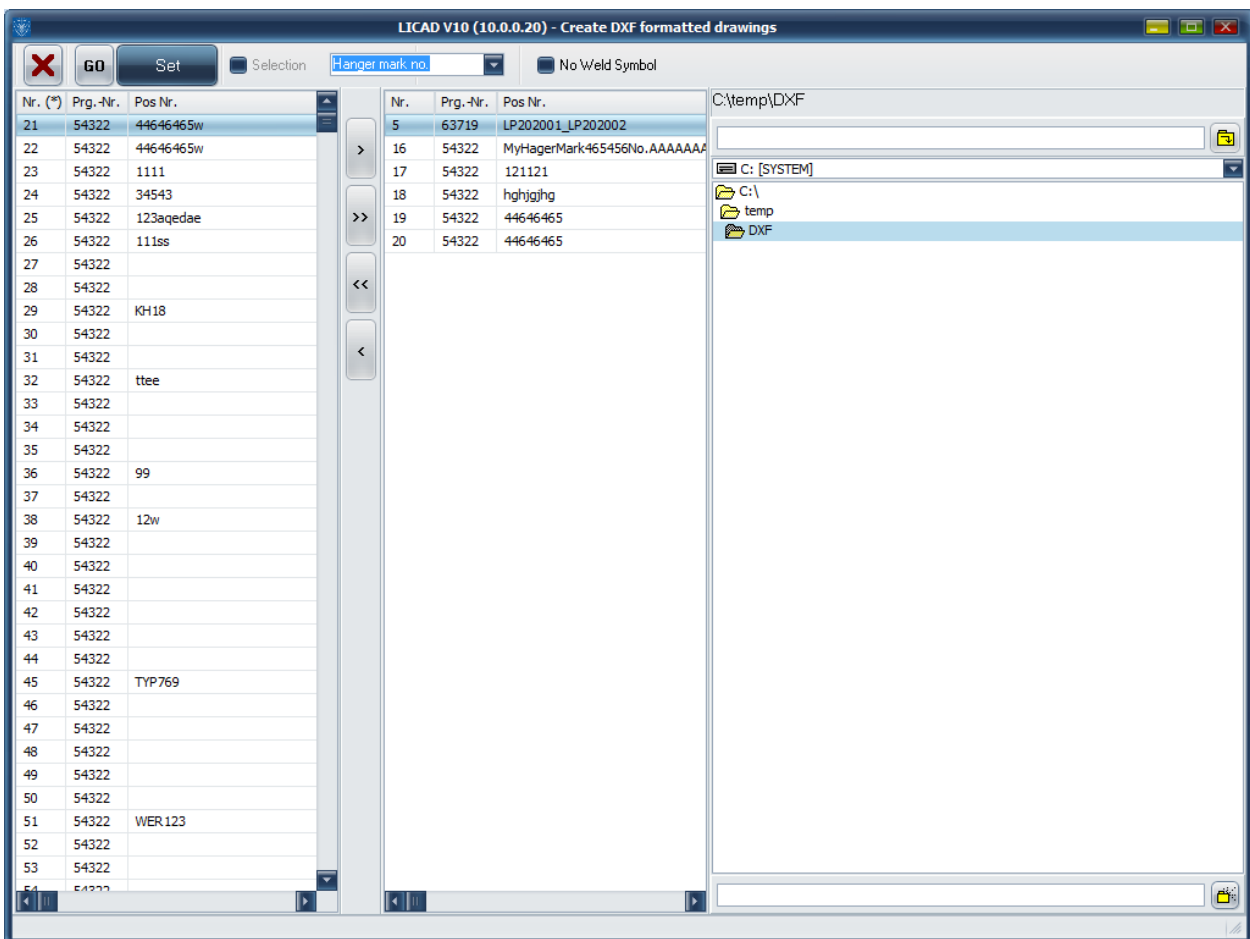 LICAD V10 (10.0.0.20) - Create DXF formatted drawings
GO Set Selection Hanger mark no. No Weld Symbol
Nr. (*) Prg.-Nr. Pos Nr.
21 54322 44646465w
22 54322 44646465w
23 54322 1111
24 54322 34543
25 54322 123aqedae
26 54322 111ss
27 54322
28 54322
29 54322 KH18
30 54322
31 54322
32 54322 ttee
33 54322
34 54322
35 54322
36 54322 99
37 54322
38 54322 12w
39 54322
40 54322
41 54322
42 54322
43 54322
44 54322
45 54322 TYP769
46 54322
47 54322
48 54322
49 54322
50 54322
51 54322 WER123
52 54322
53 54322
54 54322
>
>>
<<
<
Nr. Prg.-Nr. Pos Nr.
5 63719 LP202001_LP202002
16 54322 MyHagerMark465456No.AAAAAAA
17 54322 121121
18 54322 hghjgjhg
19 54322 44646465
20 54322 44646465
C:\temp\DXF
C: [SYSTEM]
C:\
temp
DXF